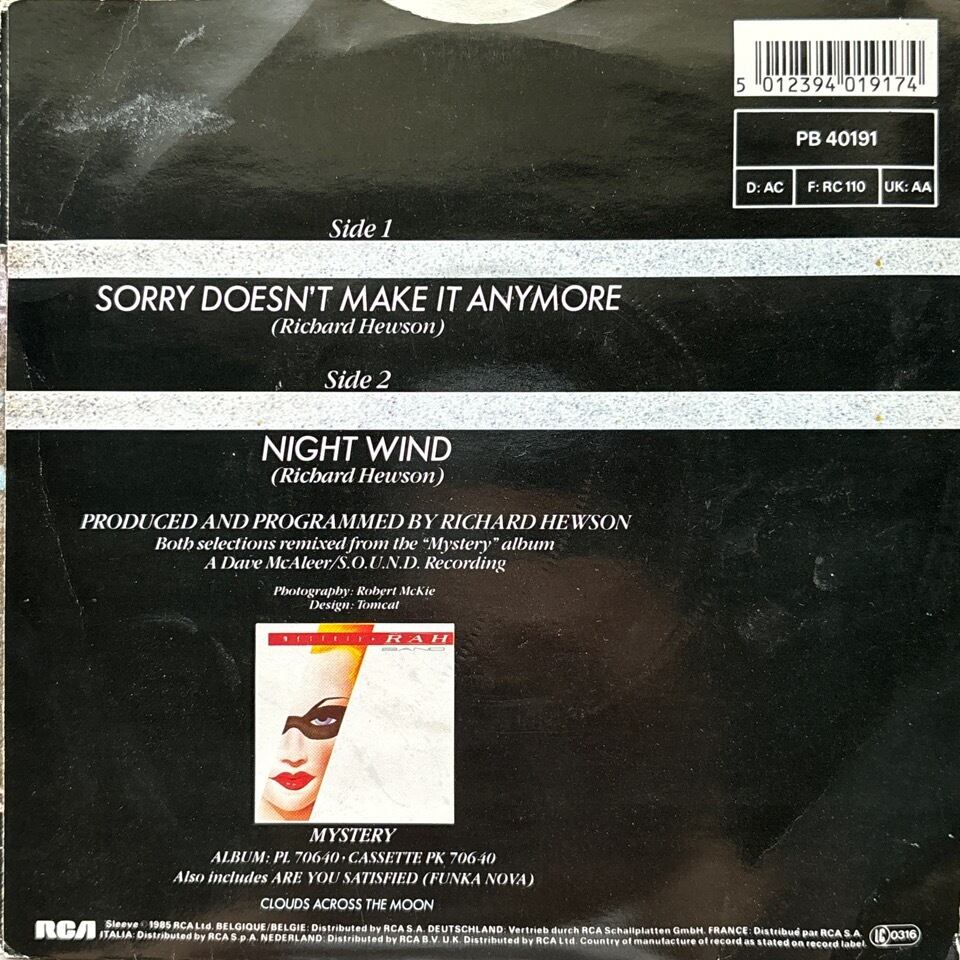 5 012394 019174
PB 40191
D: AC F: RC 110 UK: AA
Side 1
SORRY DOESN'T MAKE IT ANYMORE
(Richard Hewson)
Side 2
NIGHT WIND
(Richard Hewson)
PRODUCED AND PROGRAMMED BY RICHARD HEWSON
Both selections remixed from the “Mystery” album
A Dave McAleer/S.O.U.N.D. Recording
Photography: Robert McKie
Design: Tomcat
MYSTERY • RAH
BAND
MYSTERY
ALBUM: PL 70640 • CASSETTE PK 70640
Also includes ARE YOU SATISFIED (FUNKA NOVA)
CLOUDS ACROSS THE MOON
RCA Sleeve © 1985 RCA Ltd. BELGIQUE/BELGIE: Distributed by RCA S.A. DEUTSCHLAND: Vertrieb durch RCA Schallplatten GmbH. FRANCE: Distribué par RCA S.A.
ITALIA: Distributed by RCA S.p.A. NEDERLAND: Distributed by RCA B.V. U.K. Distributed by RCA Ltd. Country of manufacture of record as stated on record label. LC 0316